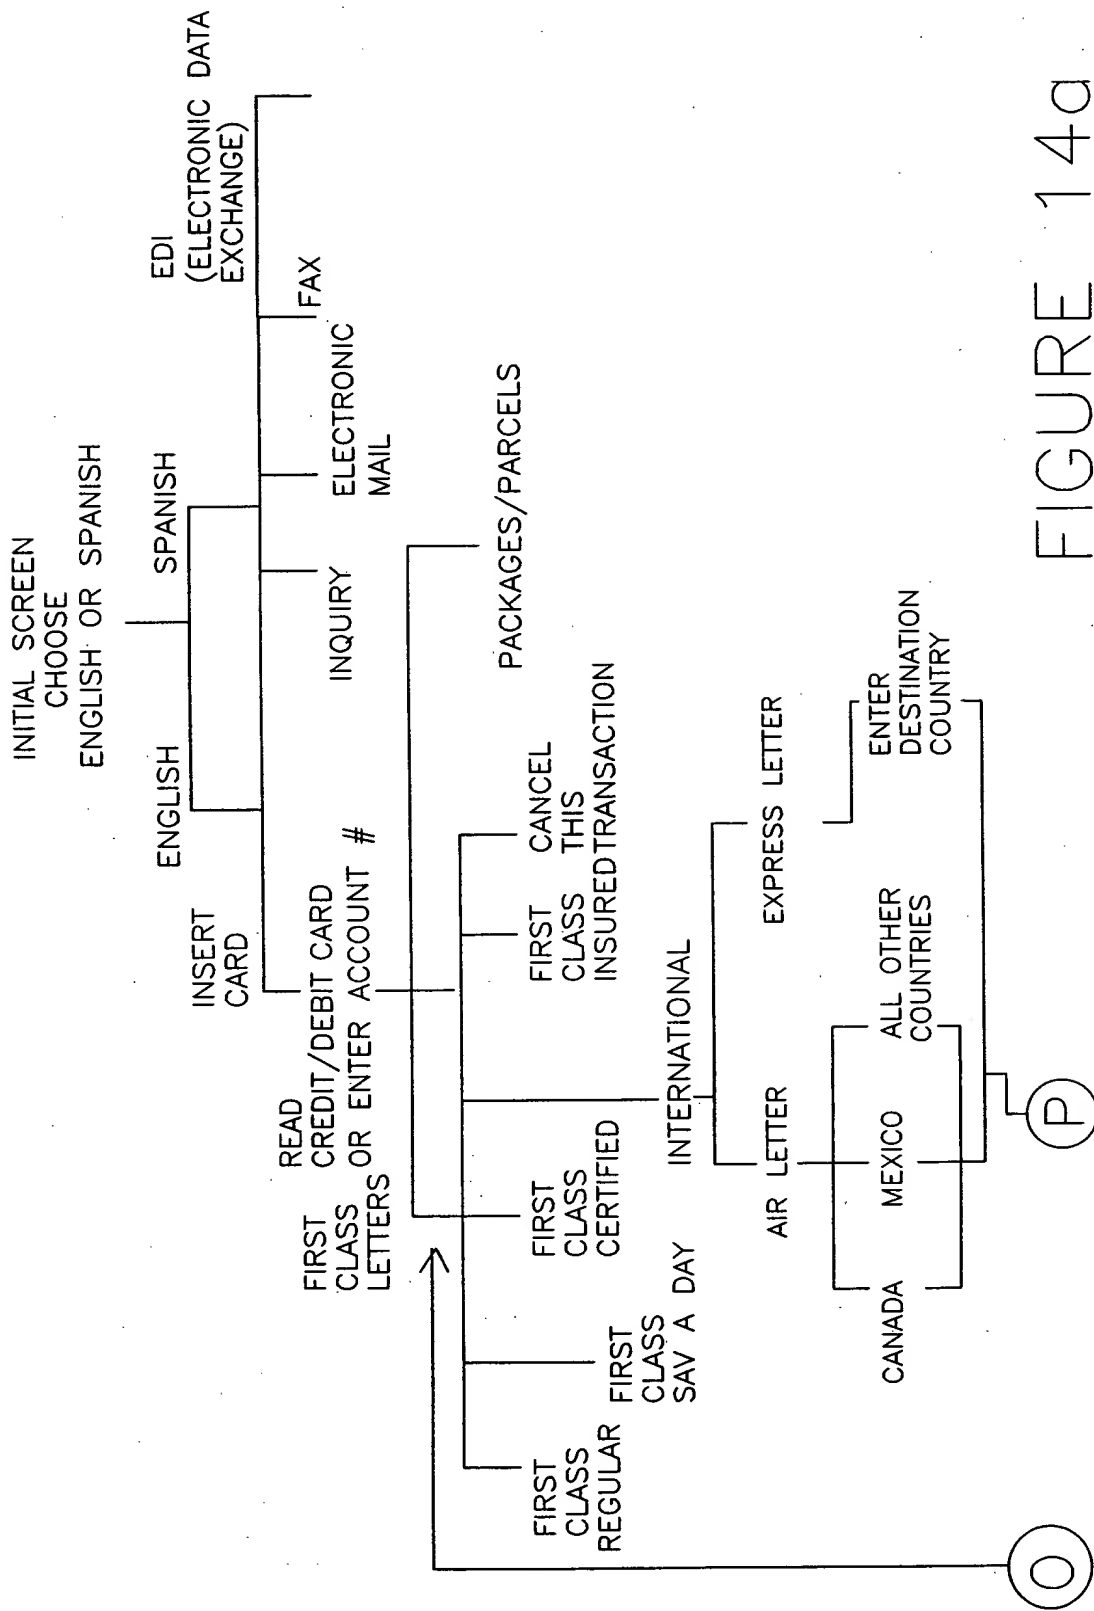 INITIAL SCREEN
CHOOSE
ENGLISH OR SPANISH
ENGLISH
SPANISH
INSERT
CARD
EDI
(ELECTRONIC DATA
EXCHANGE)
READ
CREDIT/DEBIT CARD
OR ENTER ACCOUNT #
INQUIRY
ELECTRONIC
MAIL
FAX
FIRST
CLASS
LETTERS
PACKAGES/PARCELS
FIRST
CLASS
REGULAR
FIRST
CLASS
SAV A DAY
FIRST
CLASS
CERTIFIED
INTERNATIONAL
FIRST
CLASS
INSURED
CANCEL
THIS
TRANSACTION
AIR LETTER
EXPRESS LETTER
CANADA
MEXICO
ALL OTHER
COUNTRIES
ENTER
DESTINATION
COUNTRY
O
P
FIGURE 14a